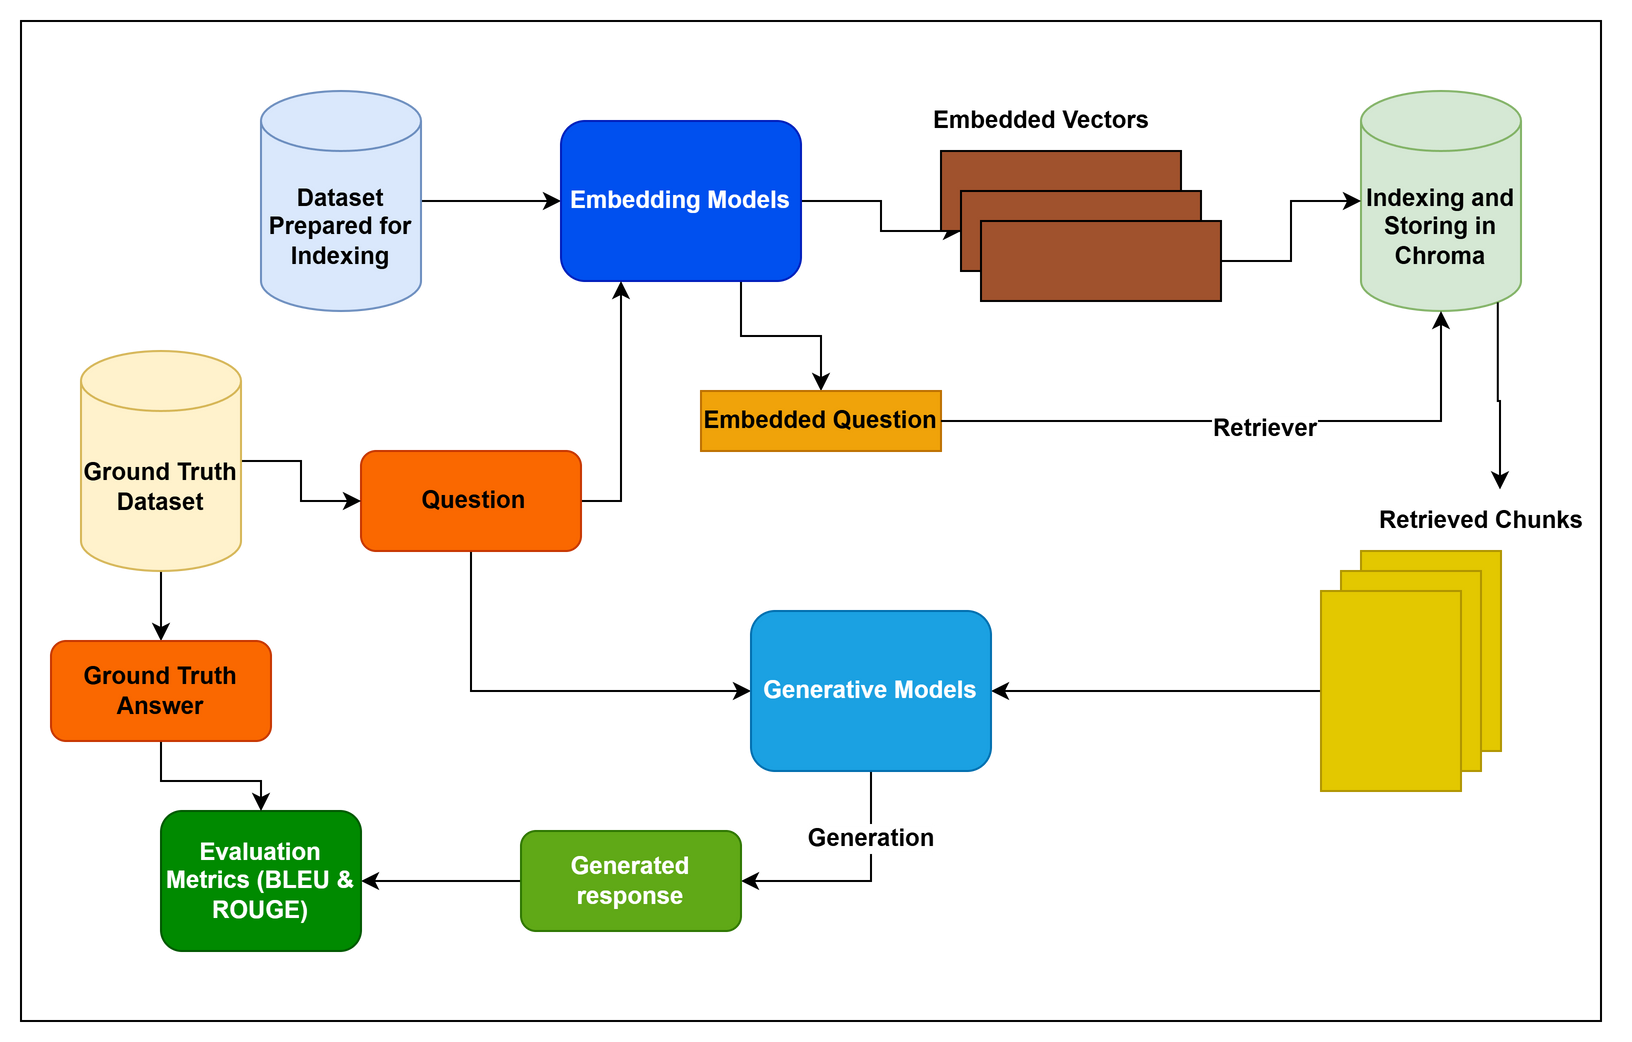 Embedded Vectors
Dataset
Prepared for
Indexing
Embedding Models
Indexing and
Storing in
Chroma
Embedded Question
Retriever
Ground Truth
Dataset
Question
Retrieved Chunks
Ground Truth
Answer
Generative Models
Generation
Evaluation
Metrics (BLEU &
ROUGE)
Generated
response